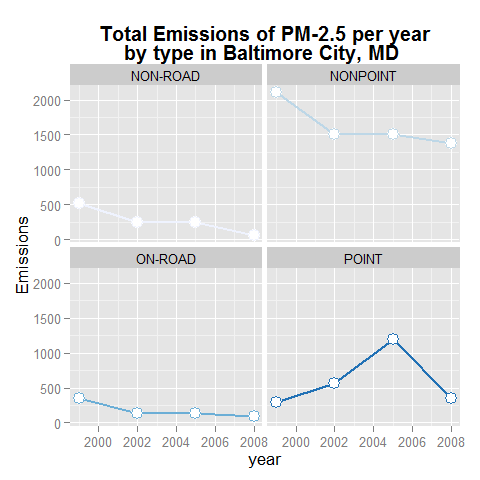 Total Emissions of PM-2.5 per year
by type in Baltimore City, MD
NON-ROAD
NONPOINT
2000
1500
1000
500
0
Emissions
ON-ROAD
POINT
2000
1500
1000
500
0
2000 2002 2004 2006 2008
2000 2002 2004 2006 2008
year